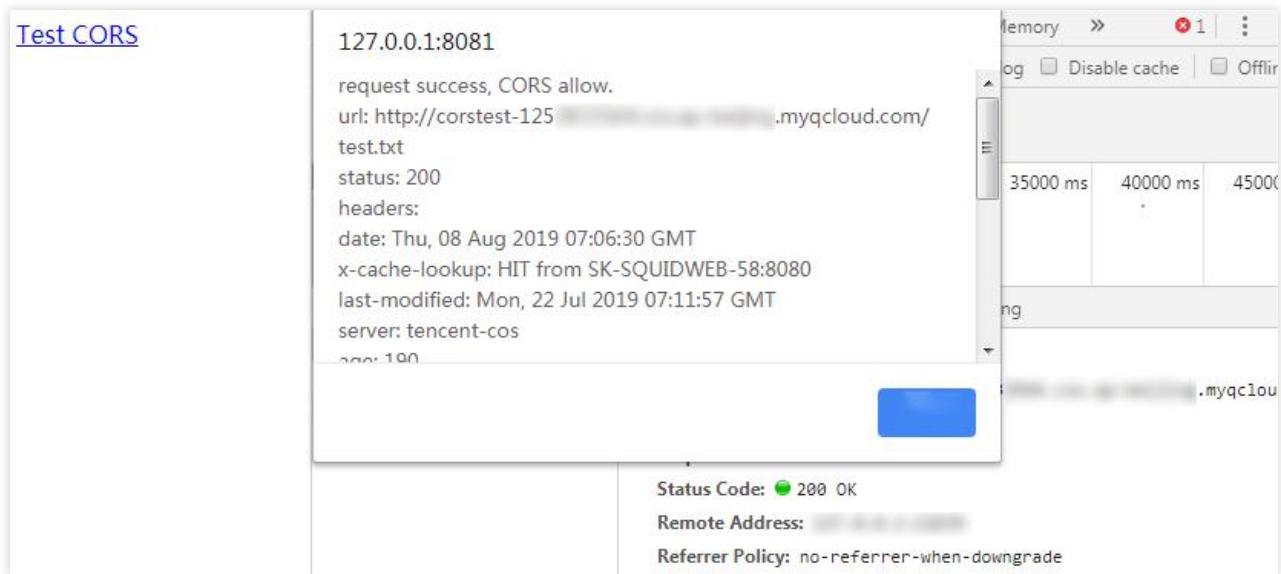 Test CORS
127.0.0.1:8081
request success, CORS allow.
url: http://corstest-125 .myqcloud.com/
test.txt
status: 200
headers:
date: Thu, 08 Aug 2019 07:06:30 GMT
x-cache-lookup: HIT from SK-SQUIDWEB-58:8080
last-modified: Mon, 22 Jul 2019 07:11:57 GMT
server: tencent-cos
age: 190
Memory » 1
og Disable cache Offlin
35000 ms 40000 ms 4500
ng
.myqclou
Status Code: 200 OK
Remote Address:
Referrer Policy: no-referrer-when-downgrade